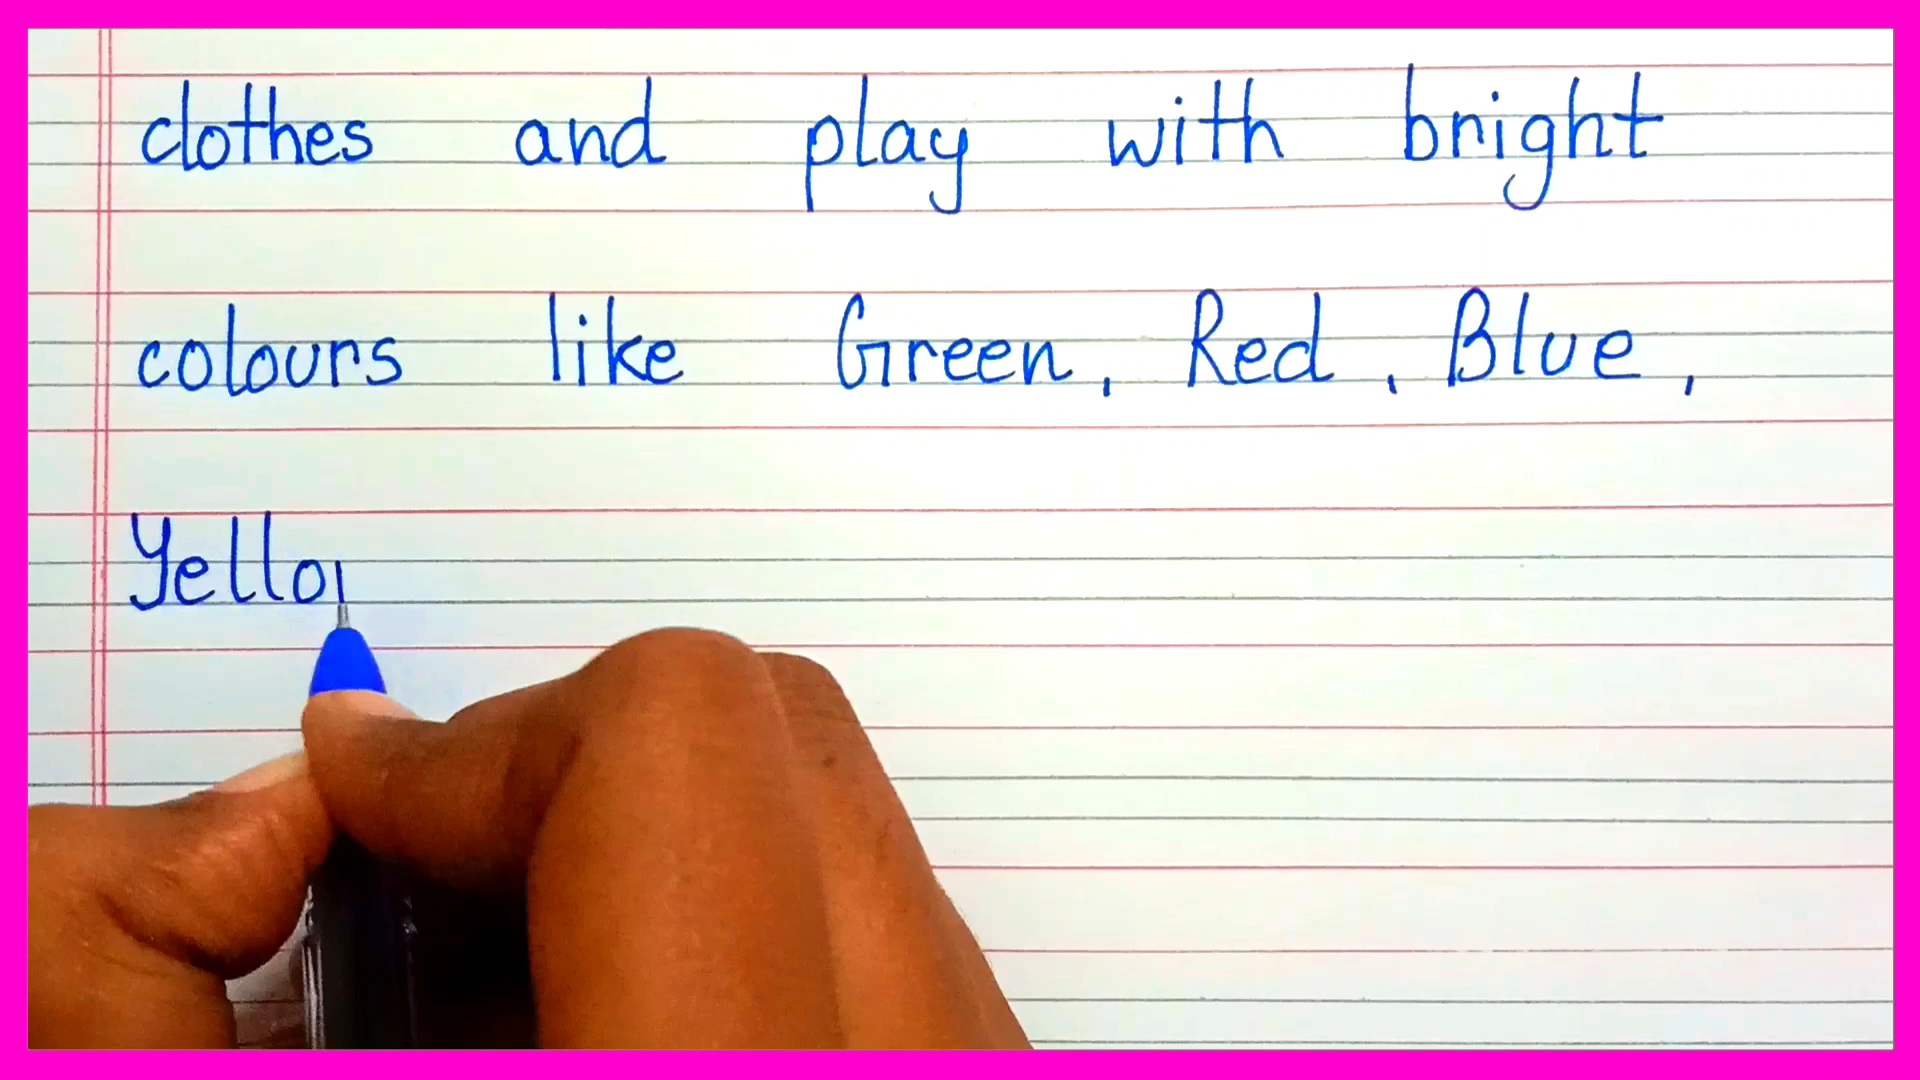 clothes and play with bright
colours like Green, Red, Blue,
Yello